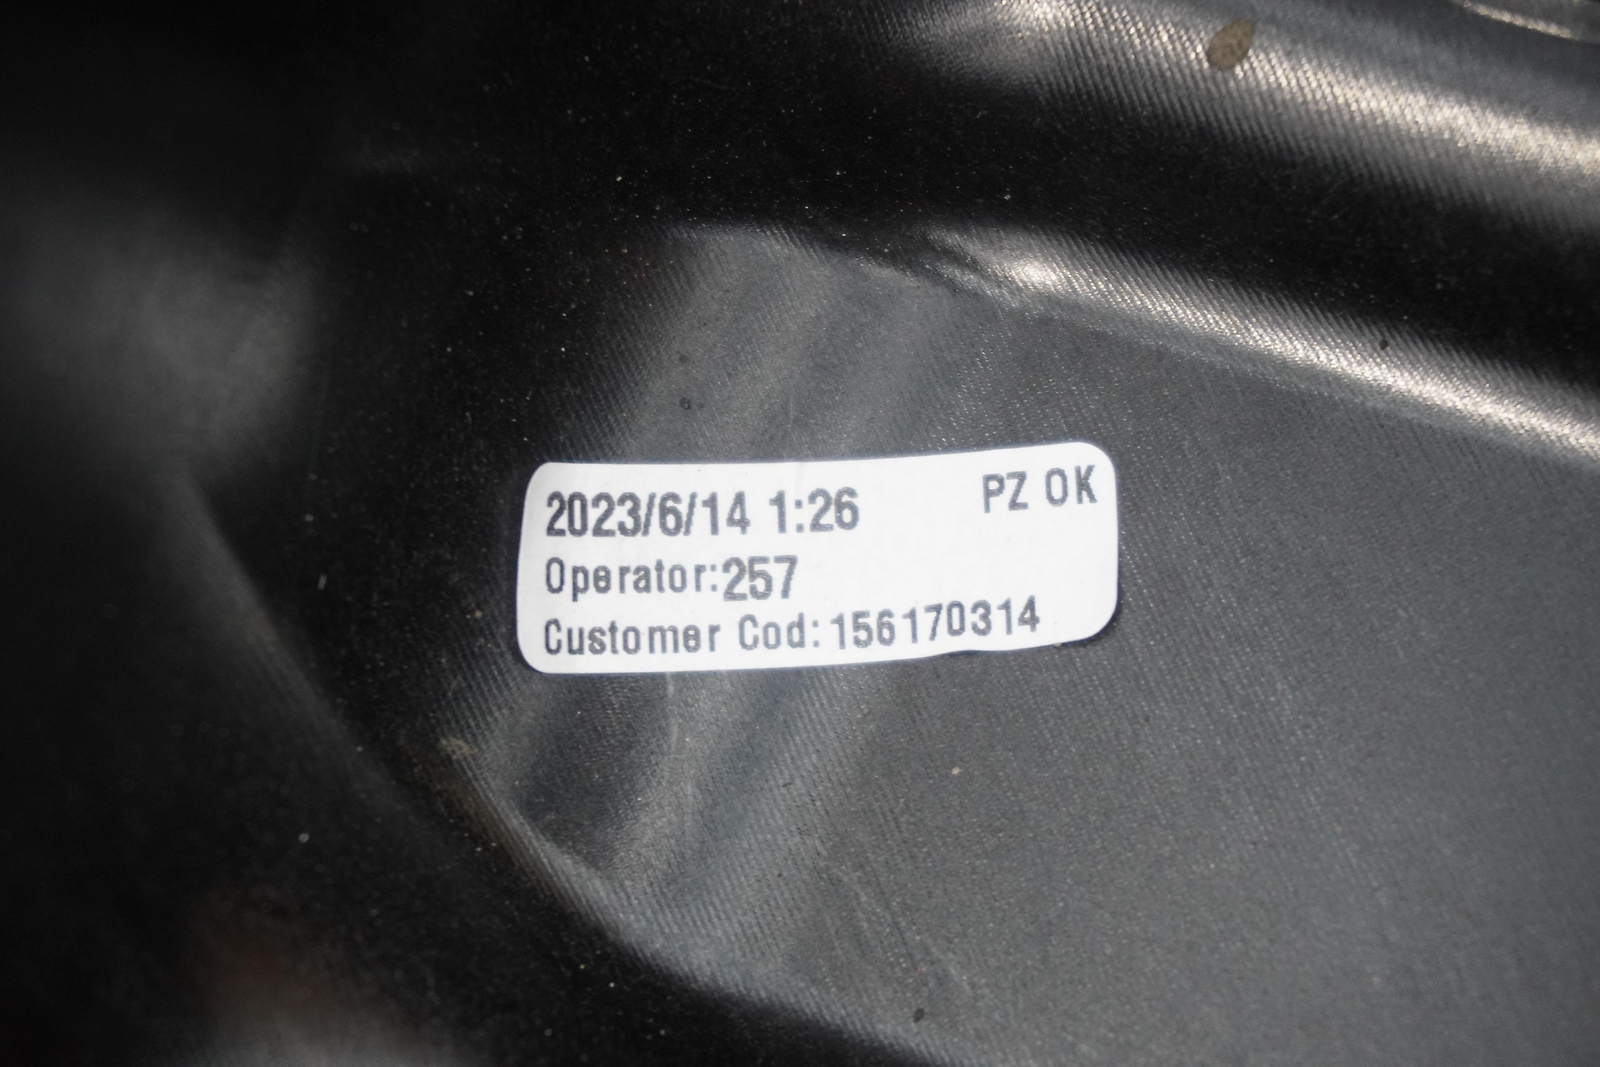 2023/6/14 1:26 PZ OK
Operator:257
Customer Cod:156170314